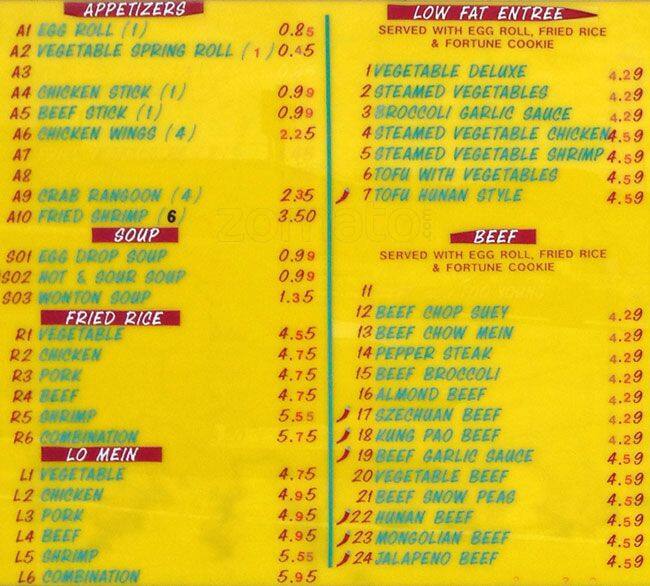 APPETIZERS
A1 EGG ROLL (1) 0.85
A2 VEGETABLE SPRING ROLL (1) 0.45
A3
A4 CHICKEN STICK (1) 0.99
A5 BEEF STICK (1) 0.99
A6 CHICKEN WINGS (4) 2.25
A7
A8
A9 CRAB RANGOON (4) 2.35
A10 FRIED SHRIMP (6) 3.50
SOUP
S01 EGG DROP SOUP 0.99
S02 HOT & SOUR SOUP 0.99
S03 WONTON SOUP 1.35
FRIED RICE
R1 VEGETABLE 4.55
R2 CHICKEN 4.75
R3 PORK 4.75
R4 BEEF 4.75
R5 SHRIMP 5.55
R6 COMBINATION 5.75
LO MEIN
L1 VEGETABLE 4.75
L2 CHICKEN 4.95
L3 PORK 4.95
L4 BEEF 4.95
L5 SHRIMP 5.55
L6 COMBINATION 5.95
LOW FAT ENTREE
SERVED WITH EGG ROLL, FRIED RICE
& FORTUNE COOKIE
1 VEGETABLE DELUXE 4.29
2 STEAMED VEGETABLES 4.29
3 BROCCOLI GARLIC SAUCE 4.29
4 STEAMED VEGETABLE CHICKEN 4.59
5 STEAMED VEGETABLE SHRIMP 4.59
6 TOFU WITH VEGETABLES 4.59
7 TOFU HUNAN STYLE 4.59
BEEF
SERVED WITH EGG ROLL, FRIED RICE
& FORTUNE COOKIE
11
12 BEEF CHOP SUEY 4.29
13 BEEF CHOW MEIN 4.29
14 PEPPER STEAK 4.29
15 BEEF BROCCOLI 4.29
16 ALMOND BEEF 4.29
17 SZECHUAN BEEF 4.29
18 KUNG PAO BEEF 4.29
19 BEEF GARLIC SAUCE 4.59
20 VEGETABLE BEEF 4.59
21 BEEF SNOW PEAS 4.59
22 HUNAN BEEF 4.59
23 MONGOLIAN BEEF 4.59
24 JALAPENO BEEF 4.59
zomato.com